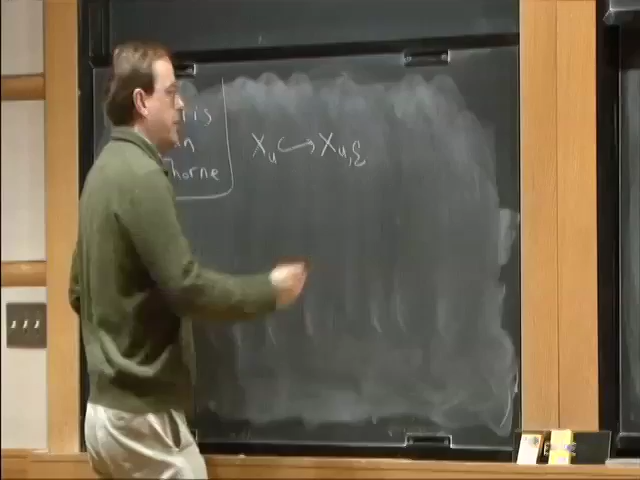 is
horne
X_u ↪ X_{u,ξ}